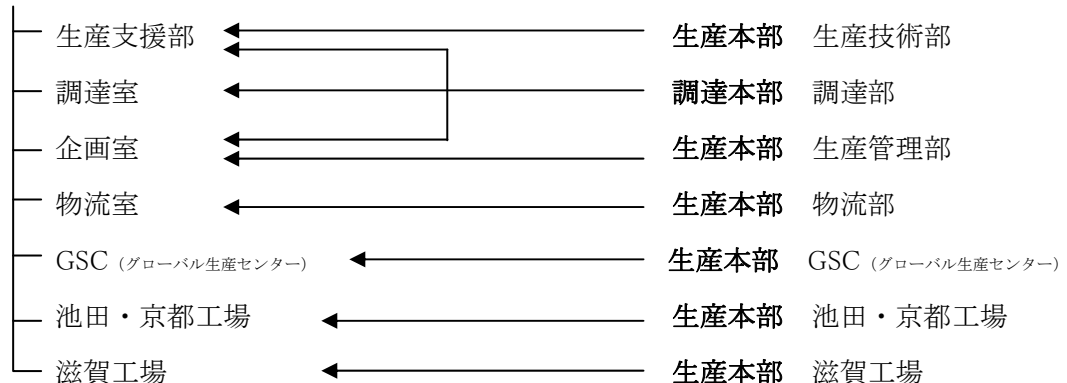 生産支援部 生産本部 生産技術部
調達室 調達本部 調達部
企画室 生産本部 生産管理部
物流室 生産本部 物流部
GSC（グローバル生産センター） 生産本部 GSC（グローバル生産センター）
池田・京都工場 生産本部 池田・京都工場
滋賀工場 生産本部 滋賀工場